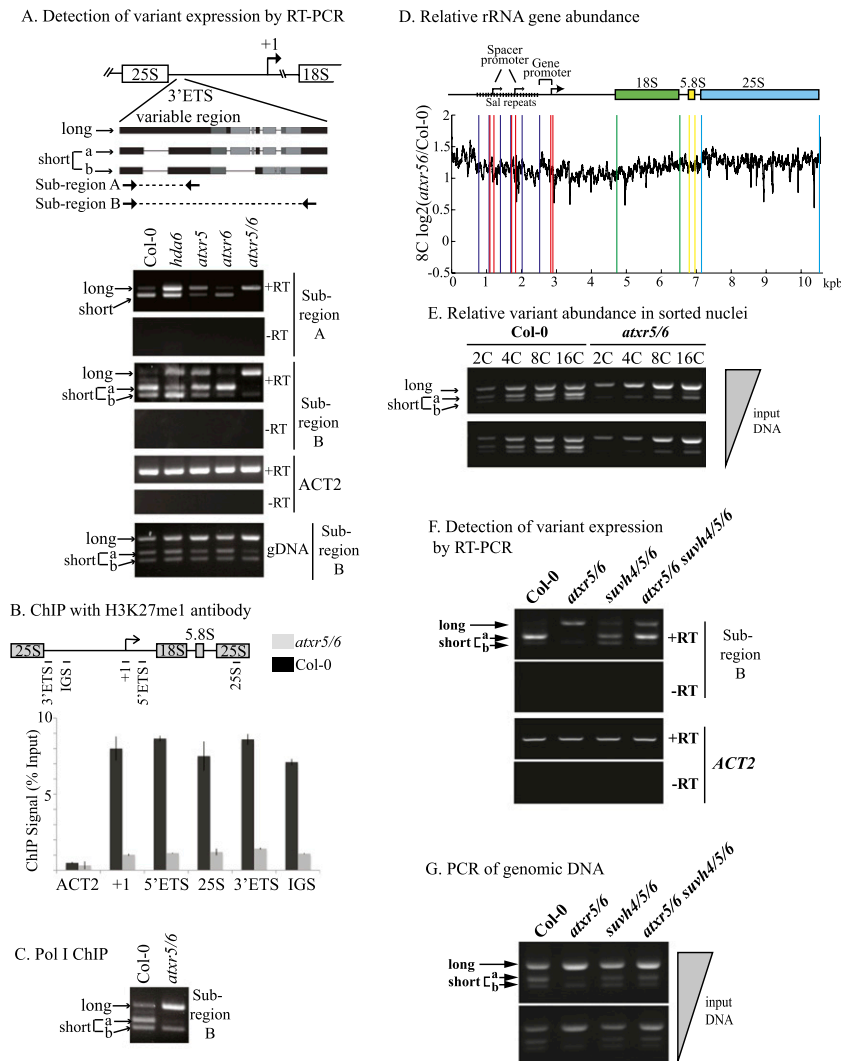 A. Detection of variant expression by RT-PCR
+1
25S
18S
3'ETS
variable region
long
short
a
b
Sub-region A
Sub-region B
Col-0
hda6
atxr5
atxr6
atxr5/6
long
short
+RT
-RT
Sub-
region
A
long
short
a
b
+RT
-RT
Sub-
region
B
+RT
-RT
ACT2
long
short
a
b
gDNA
Sub-
region
B
B. ChIP with H3K27me1 antibody
5.8S
25S
18S
25S
atxr5/6
Col-0
3'ETS
IGS
+1
5'ETS
25S
ChIP Signal (% Input)
10
5
ACT2
+1
5'ETS
25S
3'ETS
IGS
C. Pol I ChIP
Col-0
atxr5/6
long
short
a
b
Sub-
region
B
D. Relative rRNA gene abundance
Spacer
promoter
Gene
promoter
Sal repeats
18S
5.8S
25S
8C log2(atxr56/Col-0)
2
1.5
1
0.5
0
-0.5
0 1 2 3 4 5 6 7 8 9 10 kpb
E. Relative variant abundance in sorted nuclei
Col-0
atxr5/6
2C 4C 8C 16C 2C 4C 8C 16C
long
short
a
b
input
DNA
F. Detection of variant expression
by RT-PCR
Col-0
atxr5/6
suvh4/5/6
atxr5/6 suvh4/5/6
long
short
a
b
+RT
-RT
Sub-
region
B
+RT
-RT
ACT2
G. PCR of genomic DNA
Col-0
atxr5/6
suvh4/5/6
atxr5/6 suvh4/5/6
long
short
a
b
input
DNA